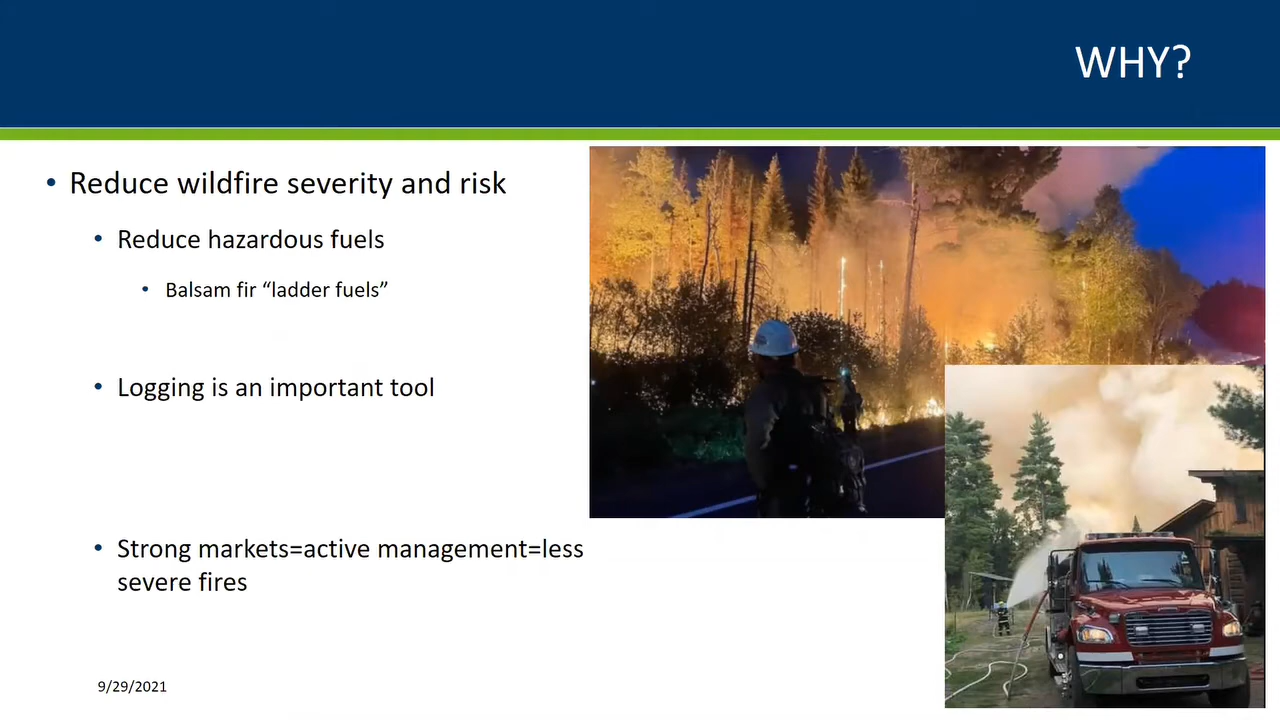 WHY?
• Reduce wildfire severity and risk
• Reduce hazardous fuels
• Balsam fir “ladder fuels”
• Logging is an important tool
• Strong markets=active management=less
severe fires
9/29/2021